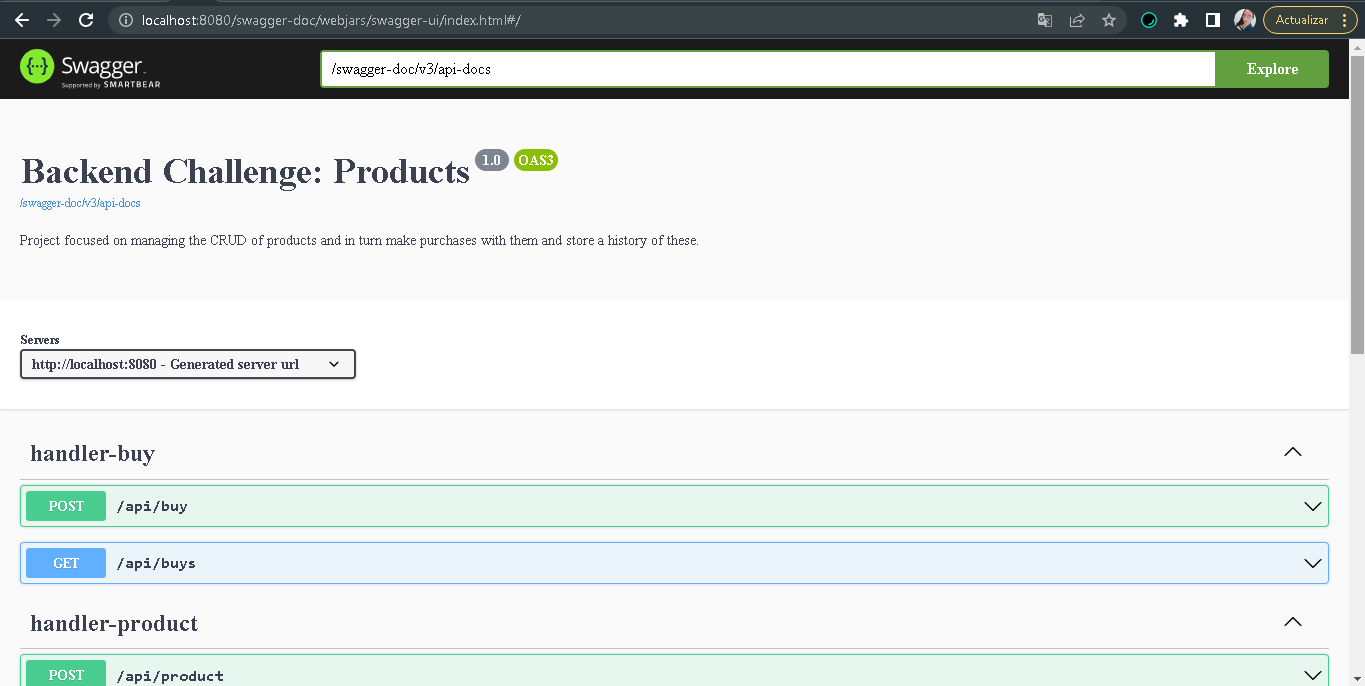 localhost:8080/swagger-doc/webjars/swagger-ui/index.html#/
Actualizar
Swagger
Supported by SMARTBEAR
/swagger-doc/v3/api-docs
Explore
Backend Challenge: Products 1.0 OAS3
/swagger-doc/v3/api-docs
Project focused on managing the CRUD of products and in turn make purchases with them and store a history of these.
Servers
http://localhost:8080 - Generated server url
handler-buy
POST /api/buy
GET /api/buys
handler-product
POST /api/product